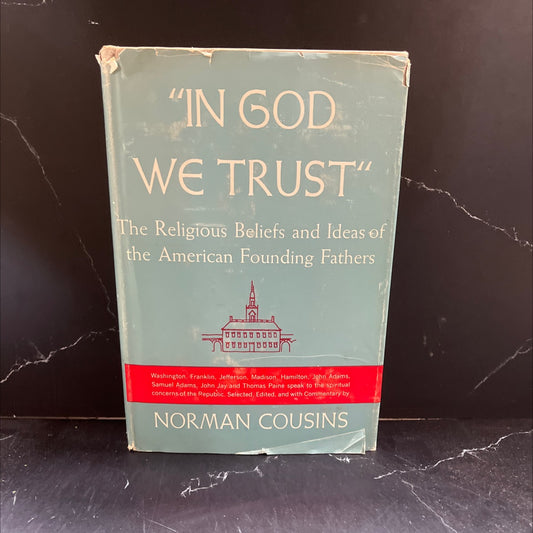 "IN GOD
WE TRUST"
The Religious Beliefs and Ideas of
the American Founding Fathers
Washington, Franklin, Jefferson, Madison, Hamilton, John Adams,
Samuel Adams, John Jay and Thomas Paine speak to the spiritual
concerns of the Republic. Selected, Edited, and with Commentary by
NORMAN COUSINS